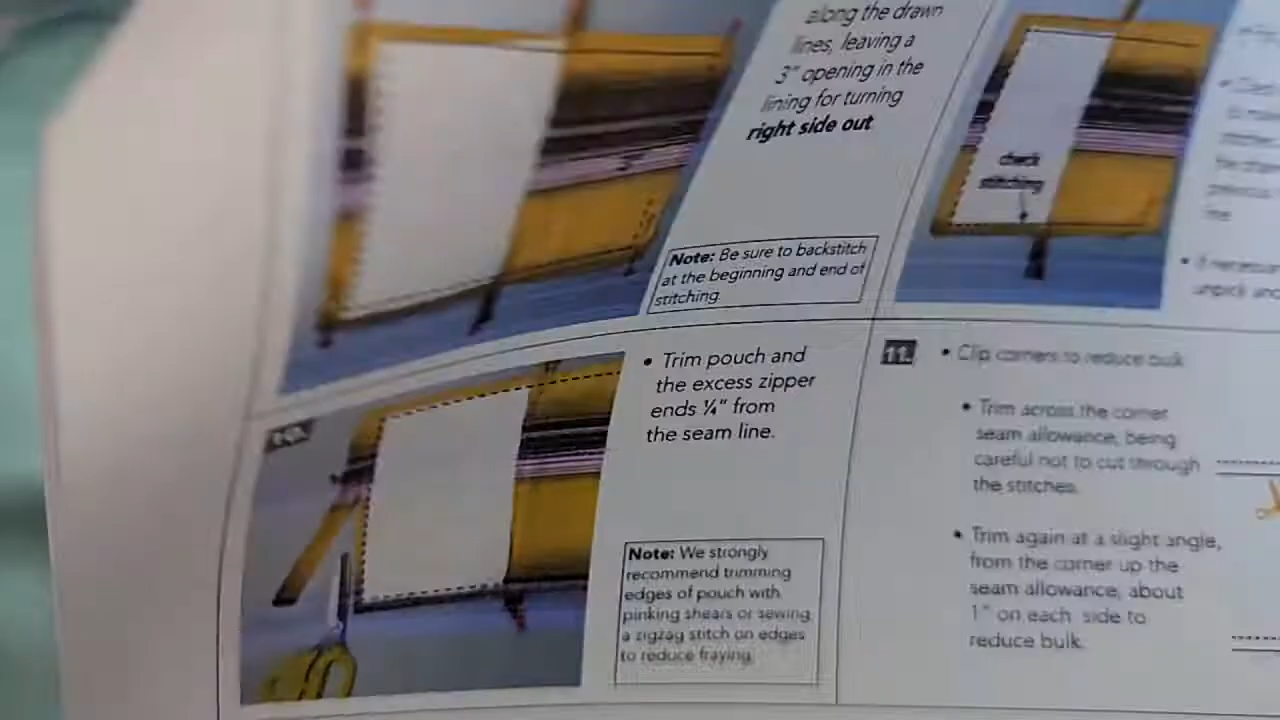 along the drawn
lines, leaving a
3" opening in the
lining for turning
right side out
3"
Note: Be sure to backstitch
at the beginning and end of
stitching.
check
stitching
unpick and
10.
• Trim pouch and
the excess zipper
ends ¼" from
the seam line.
Note: We strongly
recommend trimming
edges of pouch with
pinking shears or sewing
a zigzag stitch on edges
to reduce fraying.
11.
• Clip corners to reduce bulk
• Trim across the corner
seam allowance, being
careful not to cut through
the stitches.
• Trim again at a slight angle,
from the corner up the
seam allowance, about
1" on each side to
reduce bulk.